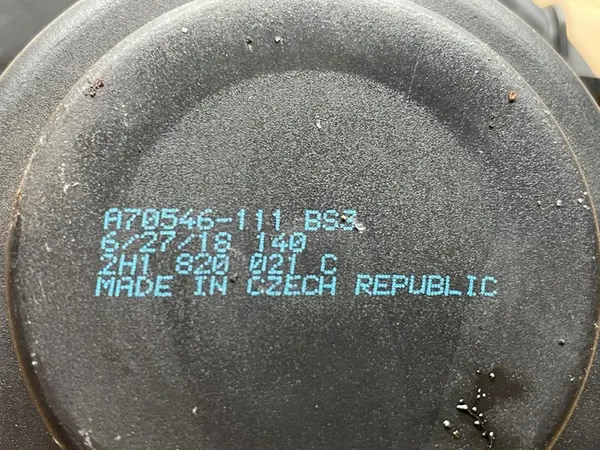 A70546-111 BS3
6/27/18 140
2H1 820 021 C
MADE IN CZECH REPUBLIC